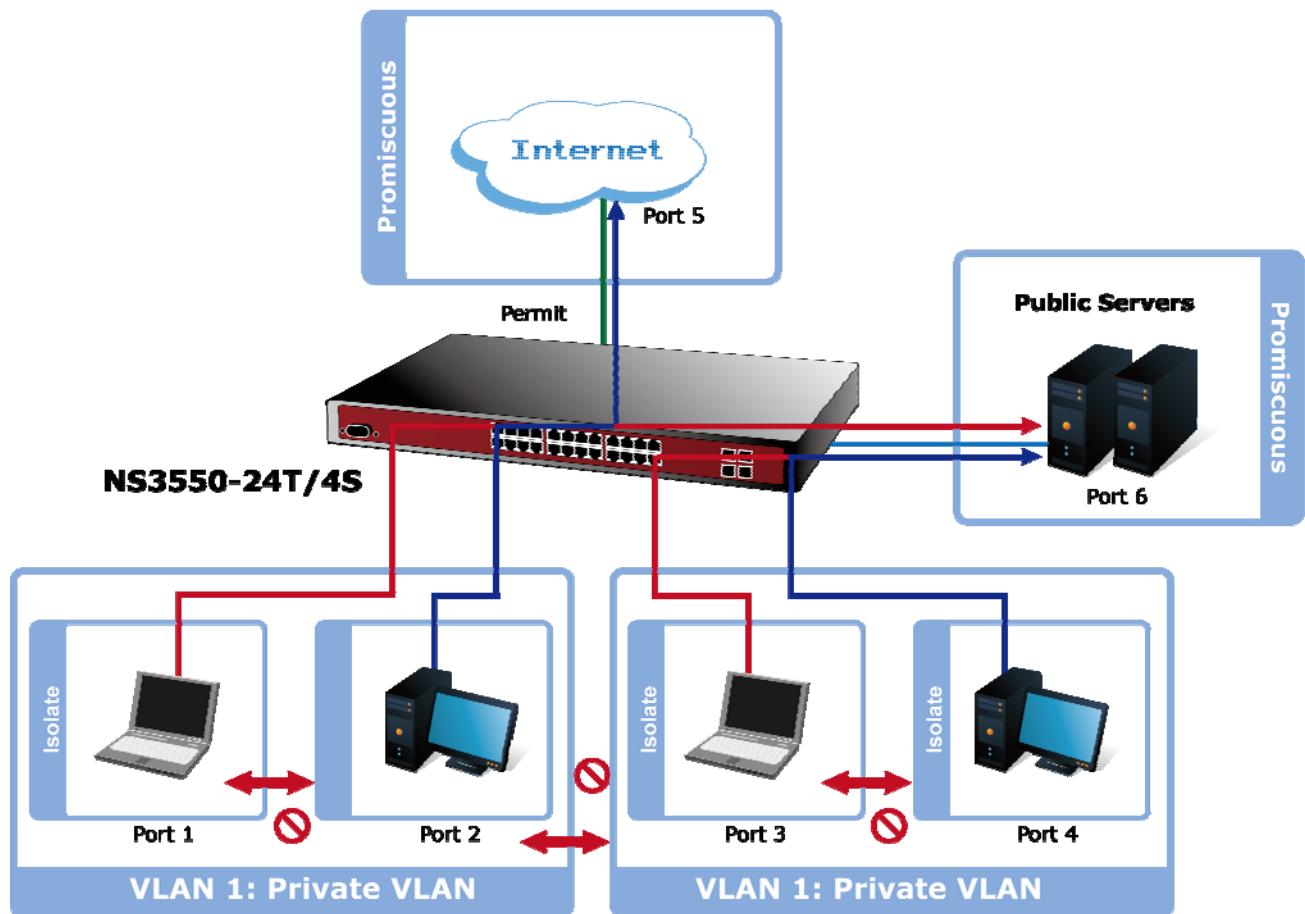 Promiscuous
Internet
Port 5
Permit
Public Servers
Promiscuous
Port 6
NS3550-24T/4S
Isolate
Port 1
Isolate
Port 2
Isolate
Port 3
Isolate
Port 4
VLAN 1: Private VLAN
VLAN 1: Private VLAN